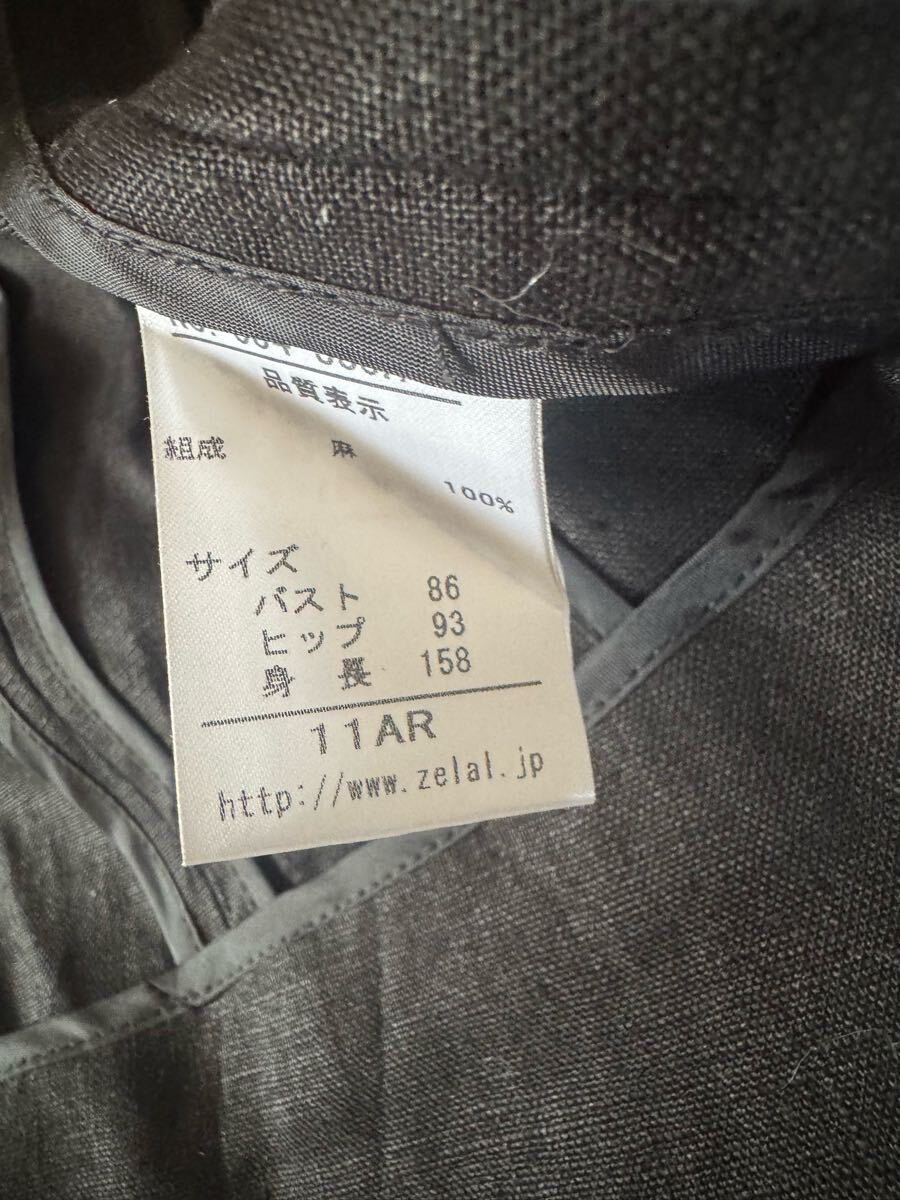 品質表示
組成 麻
100%
サイズ
バスト 86
ヒップ 93
身長 158
11AR
http://www.zelal.jp